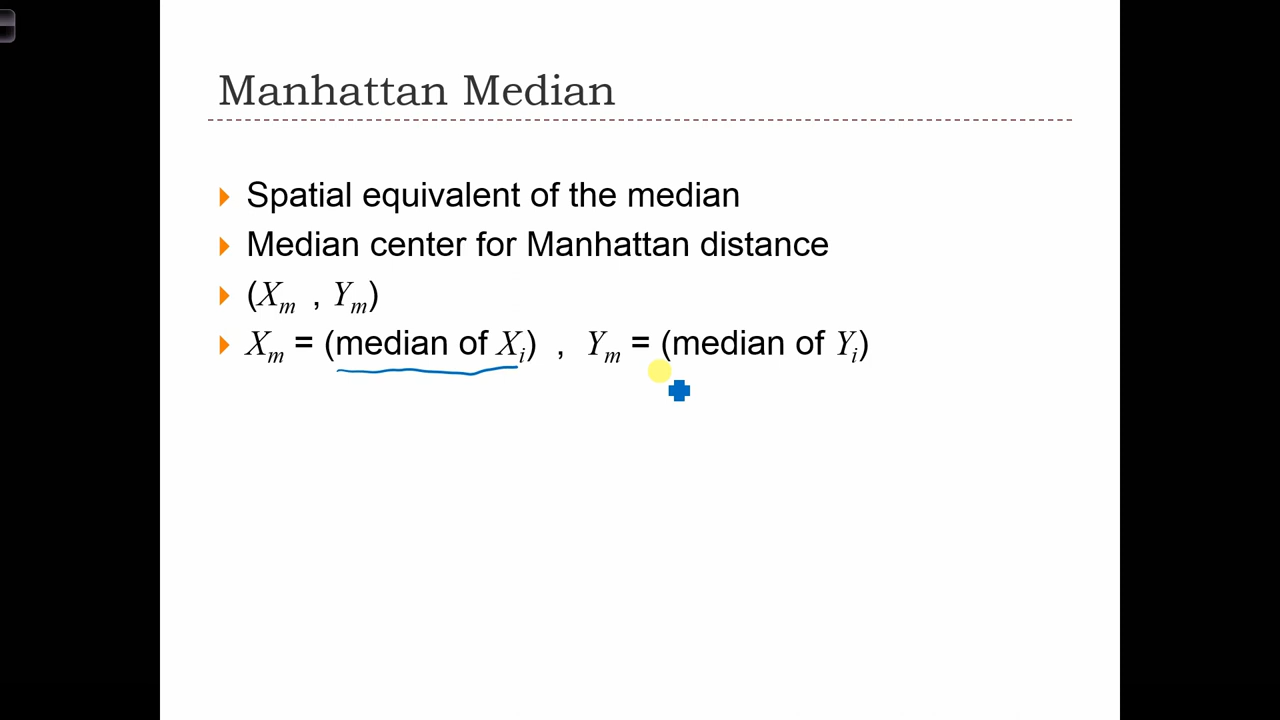 Manhattan Median
Spatial equivalent of the median
Median center for Manhattan distance
(Xm , Ym)
Xm = (median of Xi) , Ym = (median of Yi)